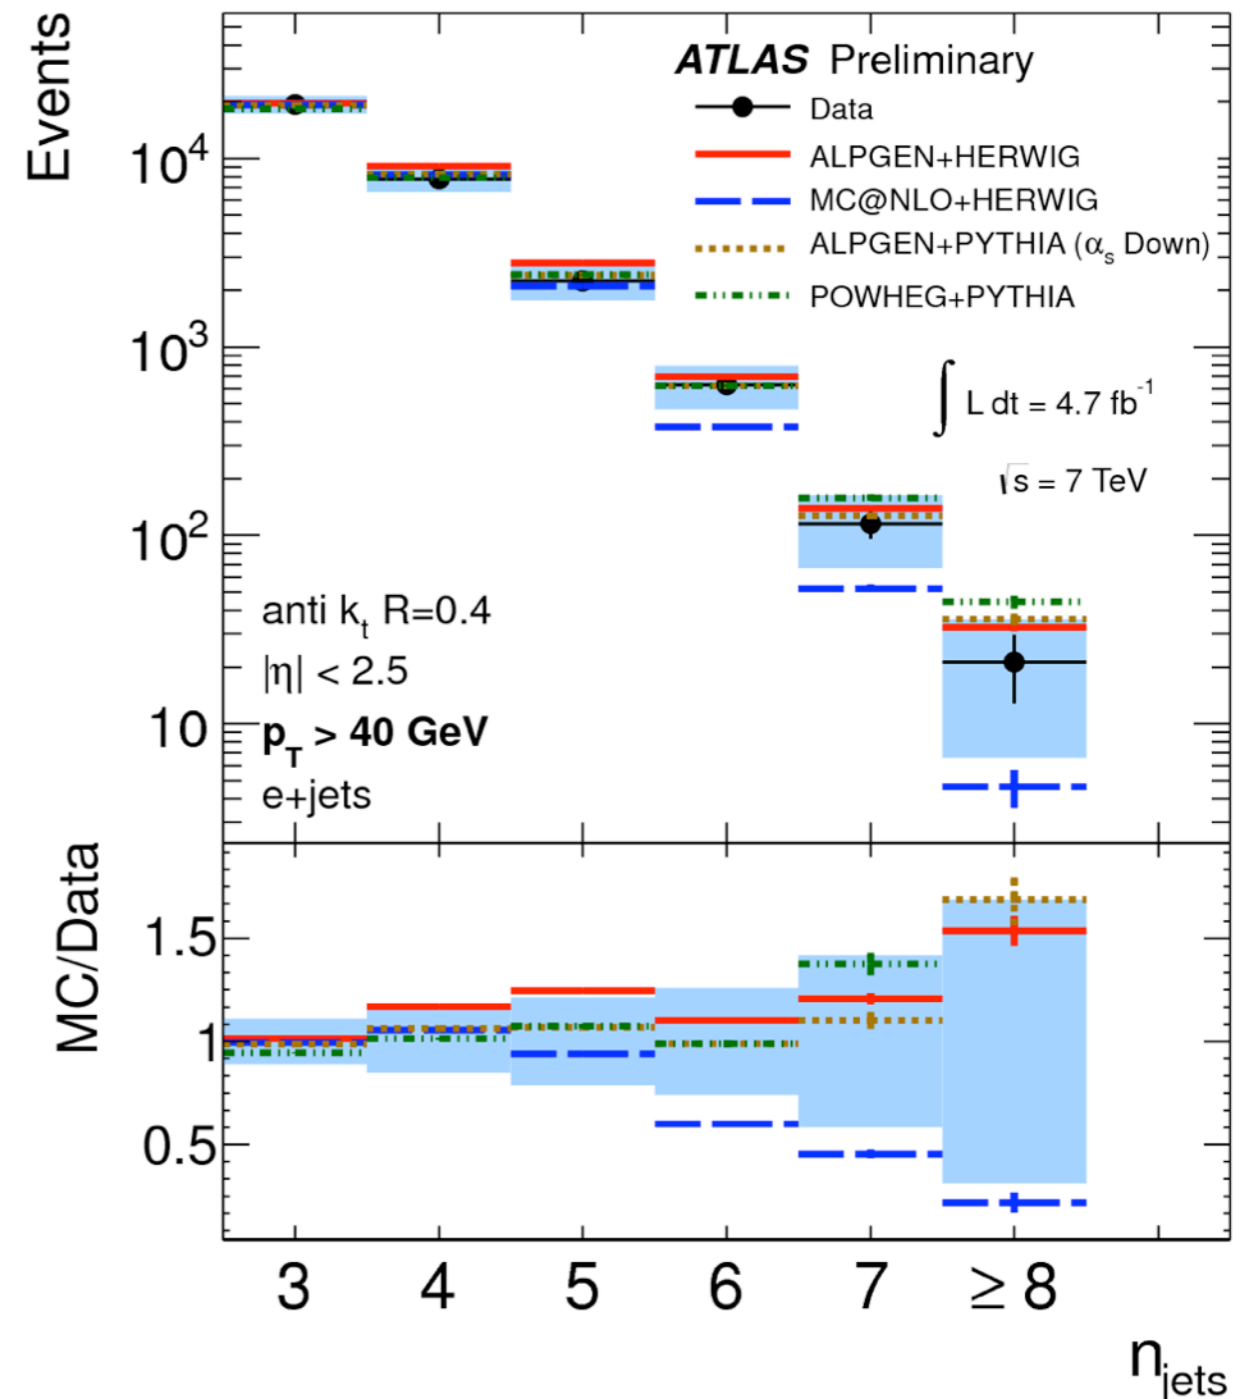 Events
ATLAS Preliminary
Data
ALPGEN+HERWIG
MC@NLO+HERWIG
ALPGEN+PYTHIA (αs Down)
POWHEG+PYTHIA
∫ L dt = 4.7 fb-1
√s = 7 TeV
10^4
10^3
10^2
10
anti kt R=0.4
|η| < 2.5
pT > 40 GeV
e+jets
MC/Data
1.5
1
0.5
3 4 5 6 7 ≥ 8
njets